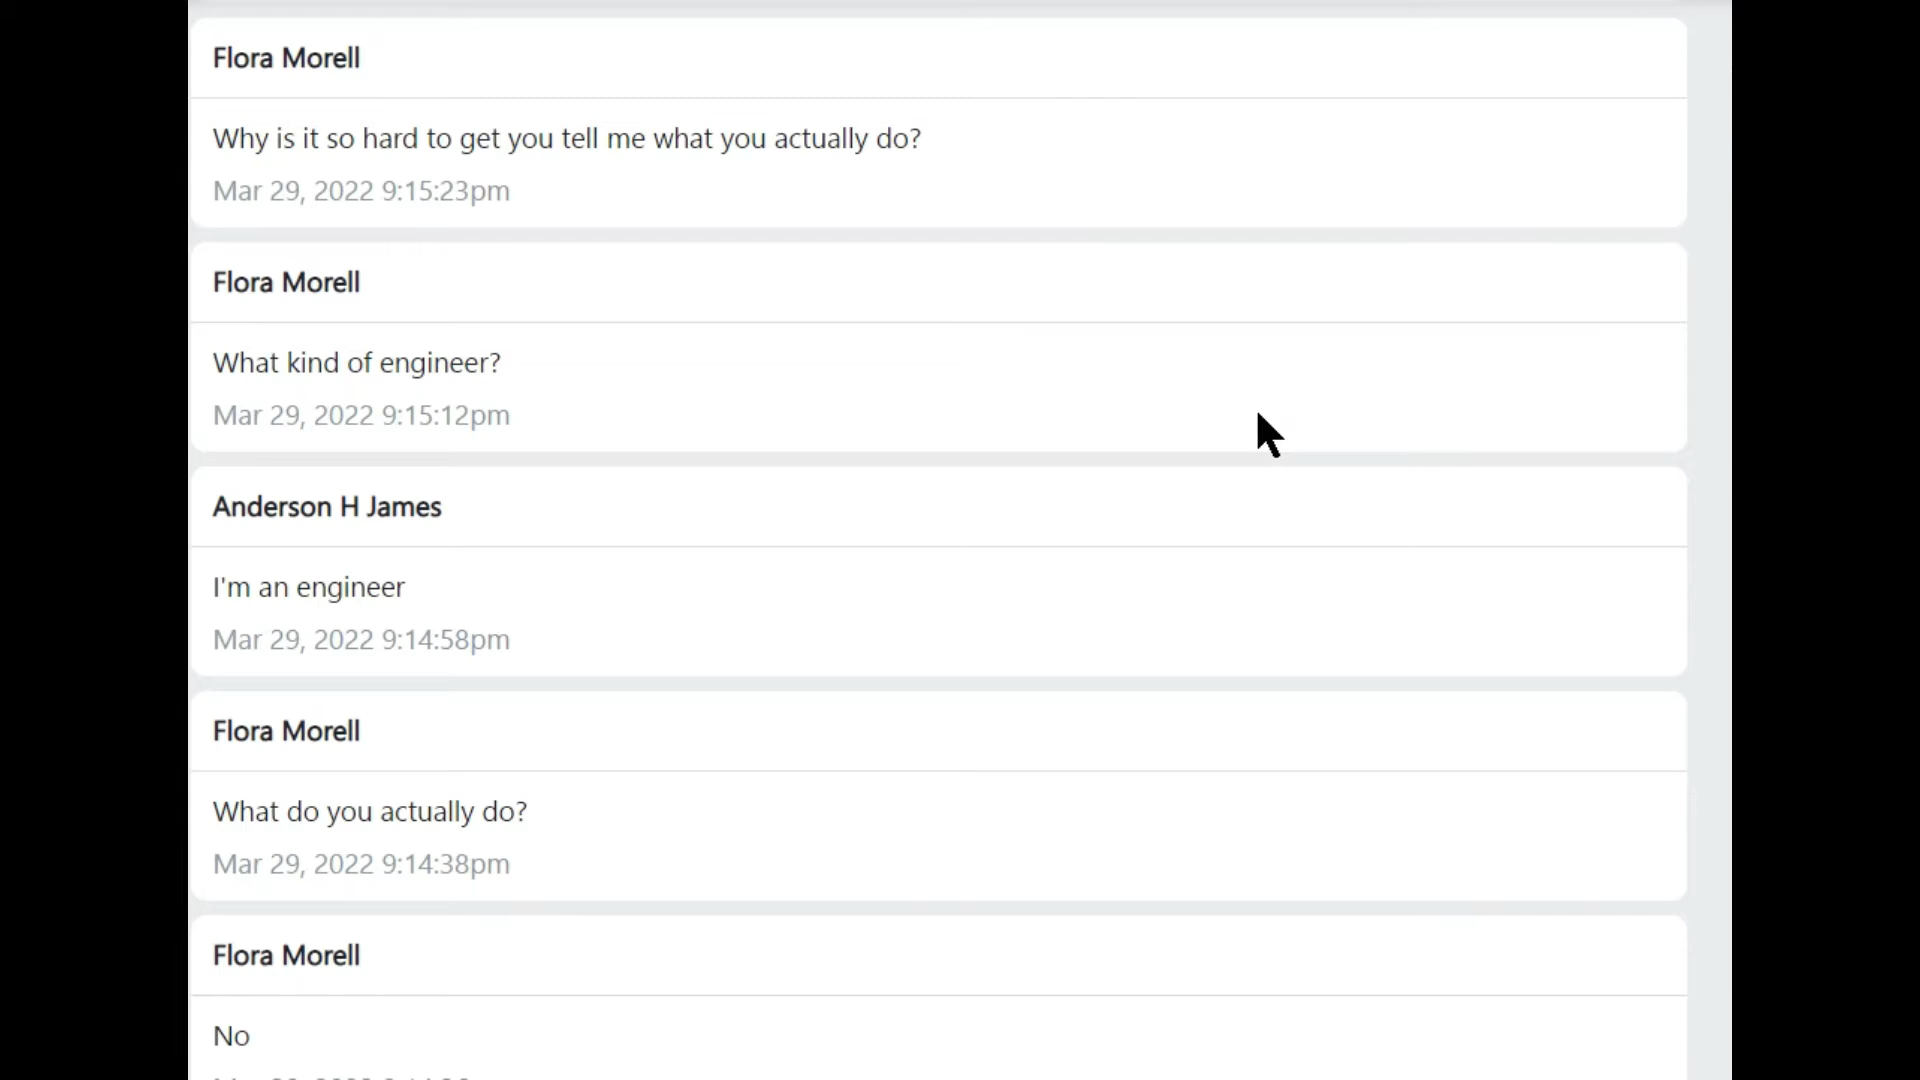 Flora Morell
Why is it so hard to get you tell me what you actually do?
Mar 29, 2022 9:15:23pm
Flora Morell
What kind of engineer?
Mar 29, 2022 9:15:12pm
Anderson H James
I'm an engineer
Mar 29, 2022 9:14:58pm
Flora Morell
What do you actually do?
Mar 29, 2022 9:14:38pm
Flora Morell
No